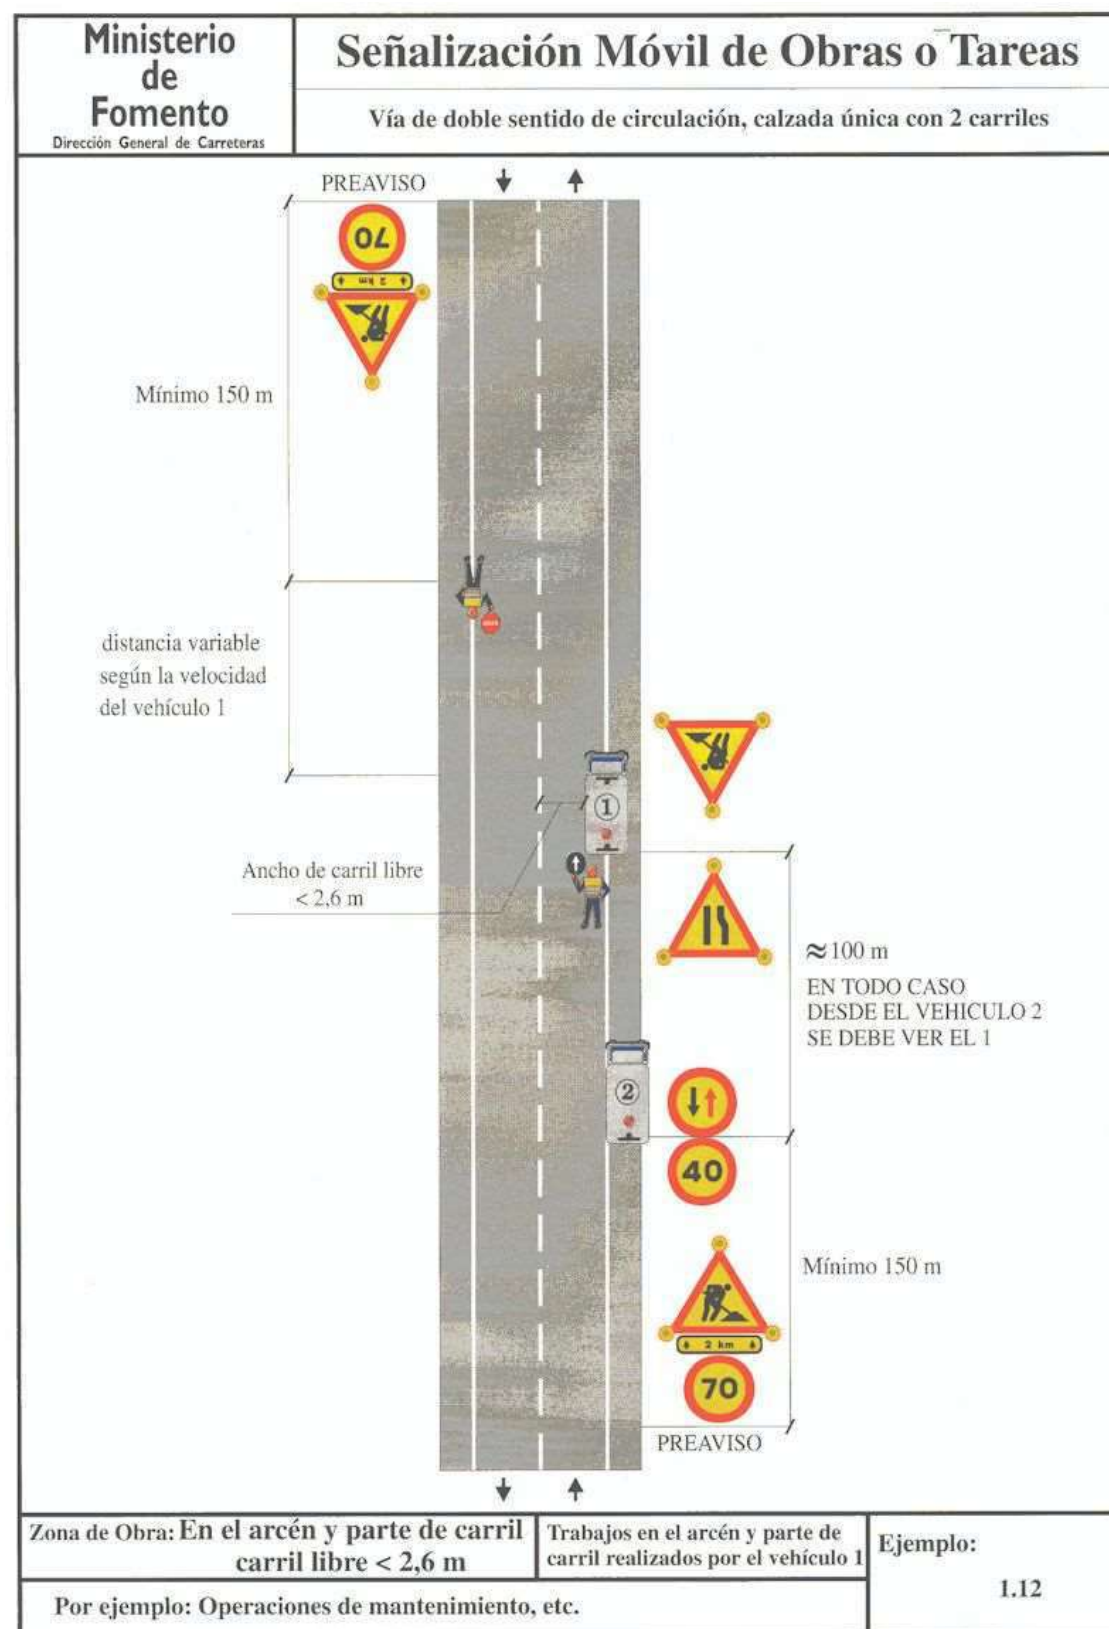 Ministerio
de
Fomento
Dirección General de Carreteras
Señalización Móvil de Obras o Tareas
Vía de doble sentido de circulación, calzada única con 2 carriles
PREAVISO
70
2 km
Mínimo 150 m
distancia variable
según la velocidad
del vehículo 1
1
Ancho de carril libre
< 2,6 m
≈100 m
EN TODO CASO
DESDE EL VEHICULO 2
SE DEBE VER EL 1
2
40
Mínimo 150 m
2 km
70
PREAVISO
Zona de Obra: En el arcén y parte de carril
carril libre < 2,6 m
Trabajos en el arcén y parte de
carril realizados por el vehículo 1
Ejemplo:
1.12
Por ejemplo: Operaciones de mantenimiento, etc.